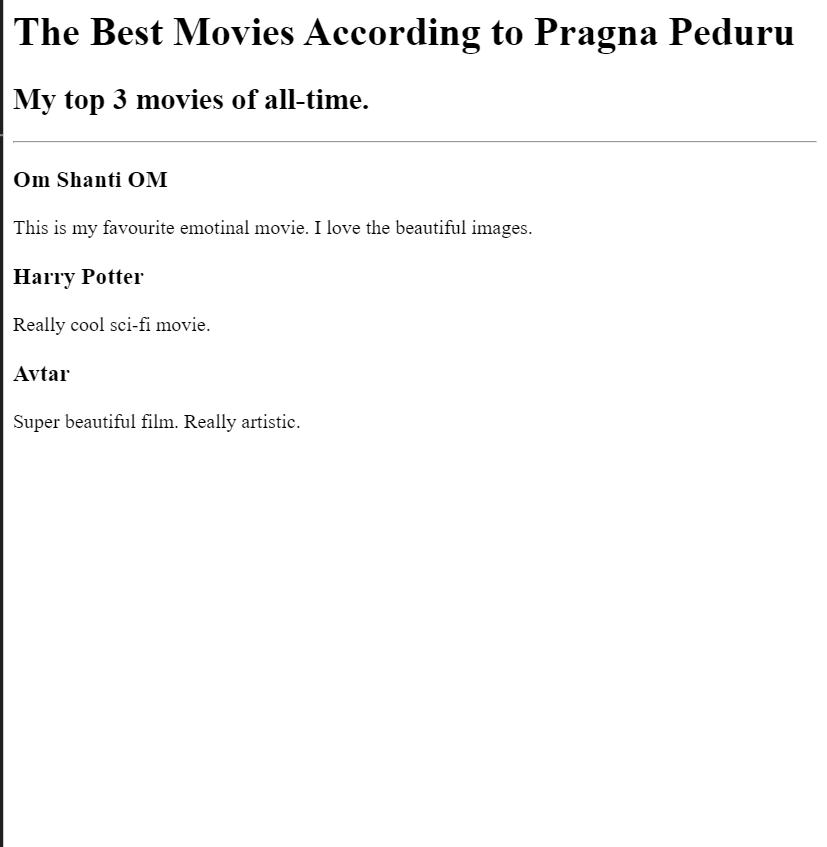 The Best Movies According to Pragna Peduru
My top 3 movies of all-time.
Om Shanti OM
This is my favourite emotinal movie. I love the beautiful images.
Harry Potter
Really cool sci-fi movie.
Avtar
Super beautiful film. Really artistic.